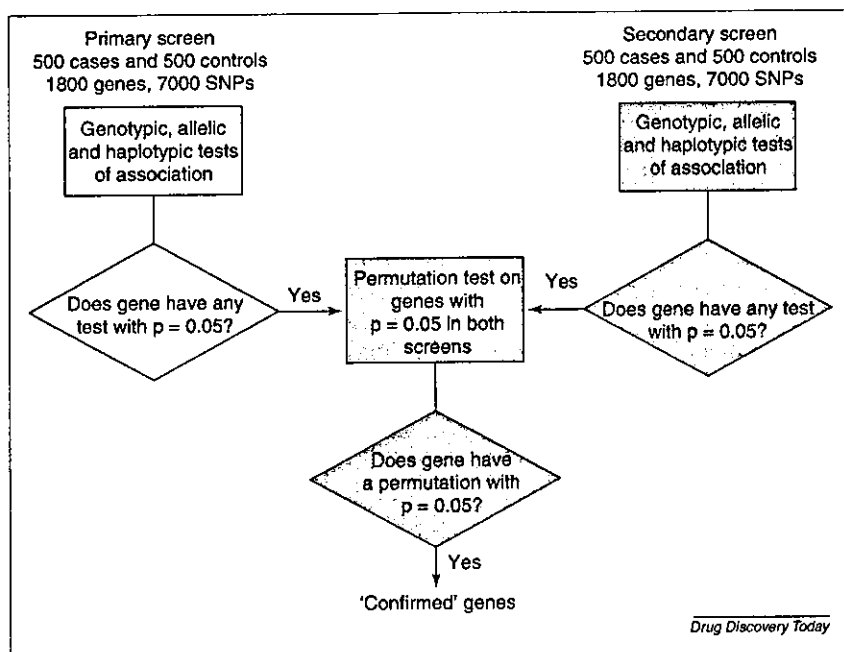 Primary screen
500 cases and 500 controls
1800 genes, 7000 SNPs
Genotypic, allelic
and haplotypic tests
of association
Does gene have any
test with p = 0.05?
Yes
Secondary screen
500 cases and 500 controls
1800 genes, 7000 SNPs
Genotypic, allelic
and haplotypic tests
of association
Does gene have any test
with p = 0.05?
Yes
Permutation test on
genes with
p = 0.05 in both
screens
Does gene have
a permutation with
p = 0.05?
Yes
'Confirmed' genes
Drug Discovery Today